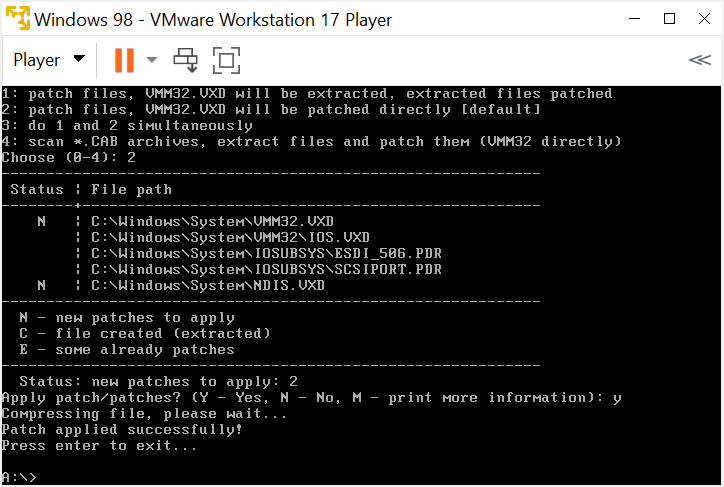 Windows 98 - VMware Workstation 17 Player
Player
1: patch files, VMM32.VXD will be extracted, extracted files patched
2: patch files, VMM32.VXD will be patched directly [default]
3: do 1 and 2 simultaneously
4: scan *.CAB archives, extract files and patch them (VMM32 directly)
Choose (0-4): 2
------------------------------------------------------------
Status ¦ File path
--------+---------------------------------------------------
N ¦ C:\Windows\System\VMM32.VXD
¦ C:\Windows\System\VMM32\IOS.VXD
¦ C:\Windows\System\IOSUBSYS\ESDI_506.PDR
¦ C:\Windows\System\IOSUBSYS\SCSIPORT.PDR
N ¦ C:\Windows\System\NDIS.VXD
------------------------------------------------------------
N - new patches to apply
C - file created (extracted)
E - some already patches
------------------------------------------------------------
Status: new patches to apply: 2
Apply patch/patches? (Y - Yes, N - No, M - print more information): y
Compressing file, please wait...
Patch applied successfully!
Press enter to exit...
A:\>